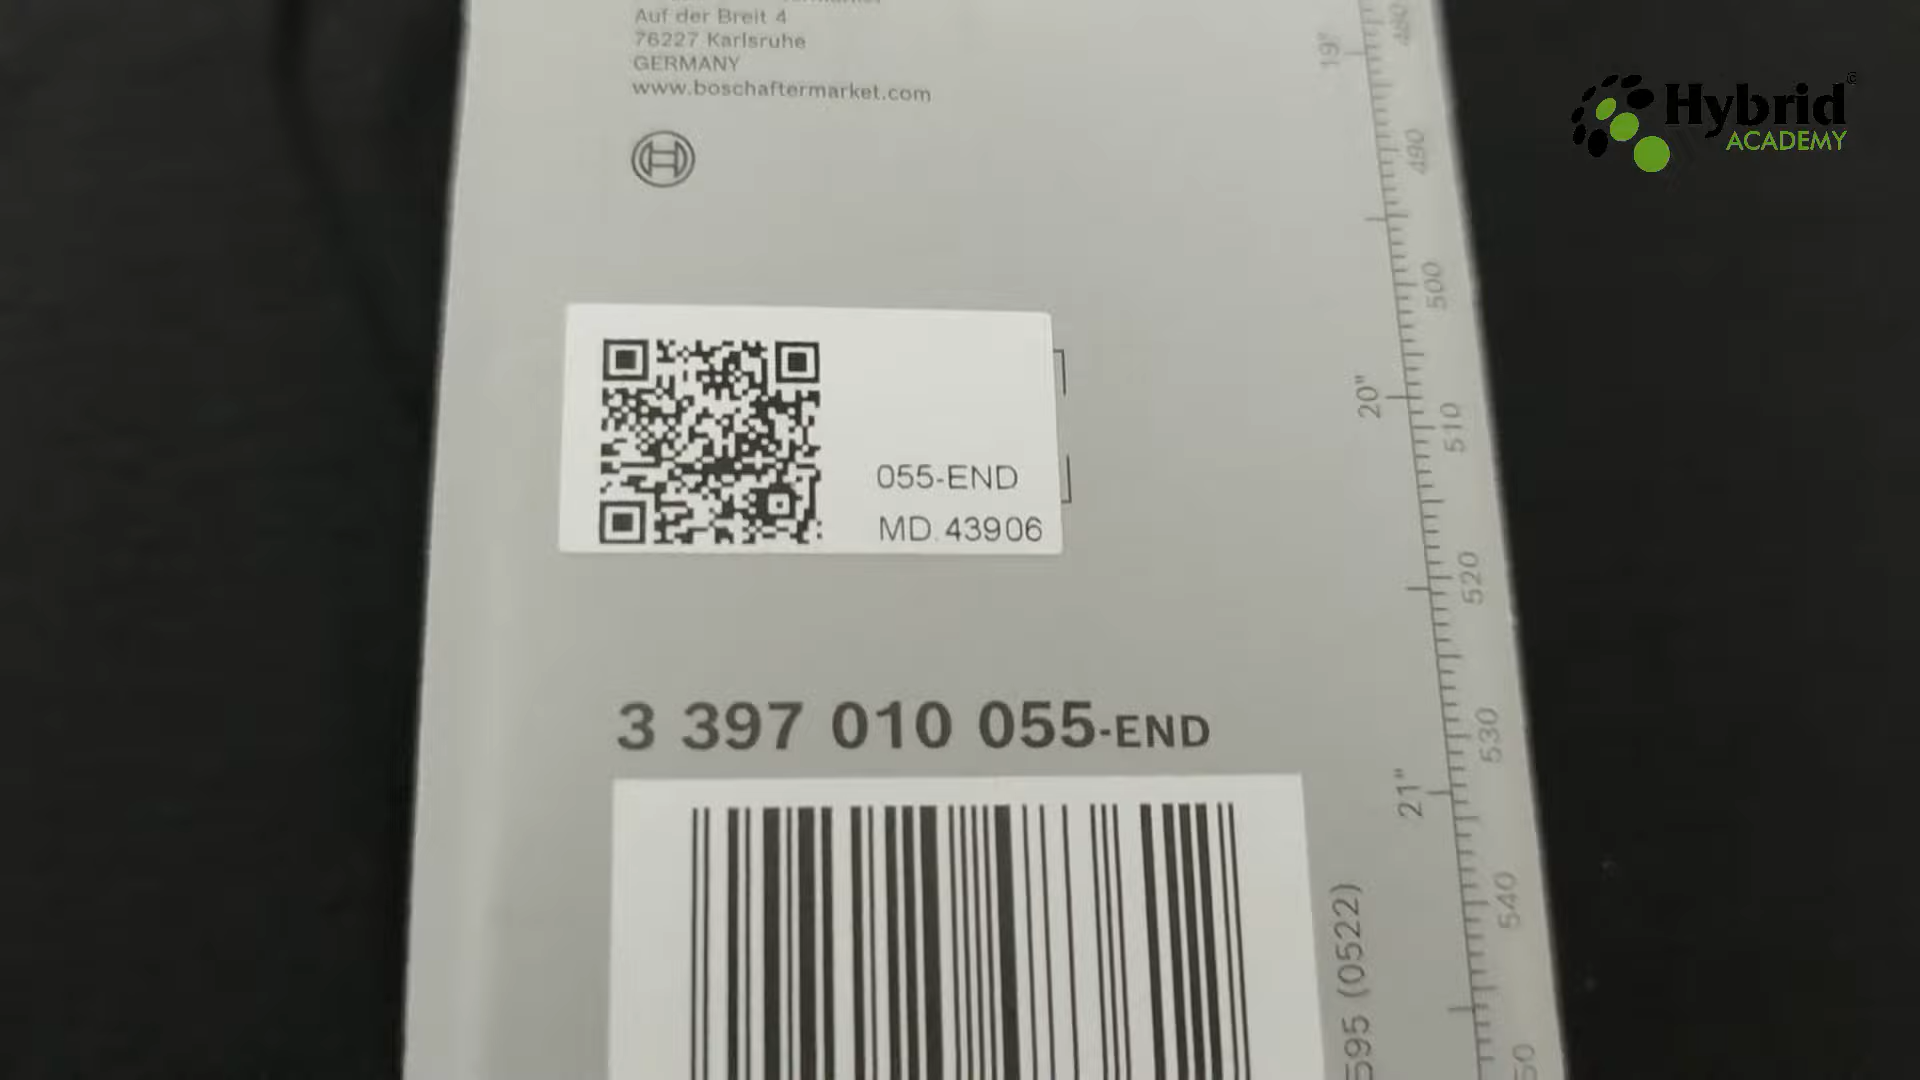 Auf der Breit 4
76227 Karlsruhe
GERMANY
www.boschaftermarket.com
Hybrid
ACADEMY
055-END
MD. 43906
3 397 010 055-END
595 (0522)
19"
20"
21"
480
490
500
510
520
530
540